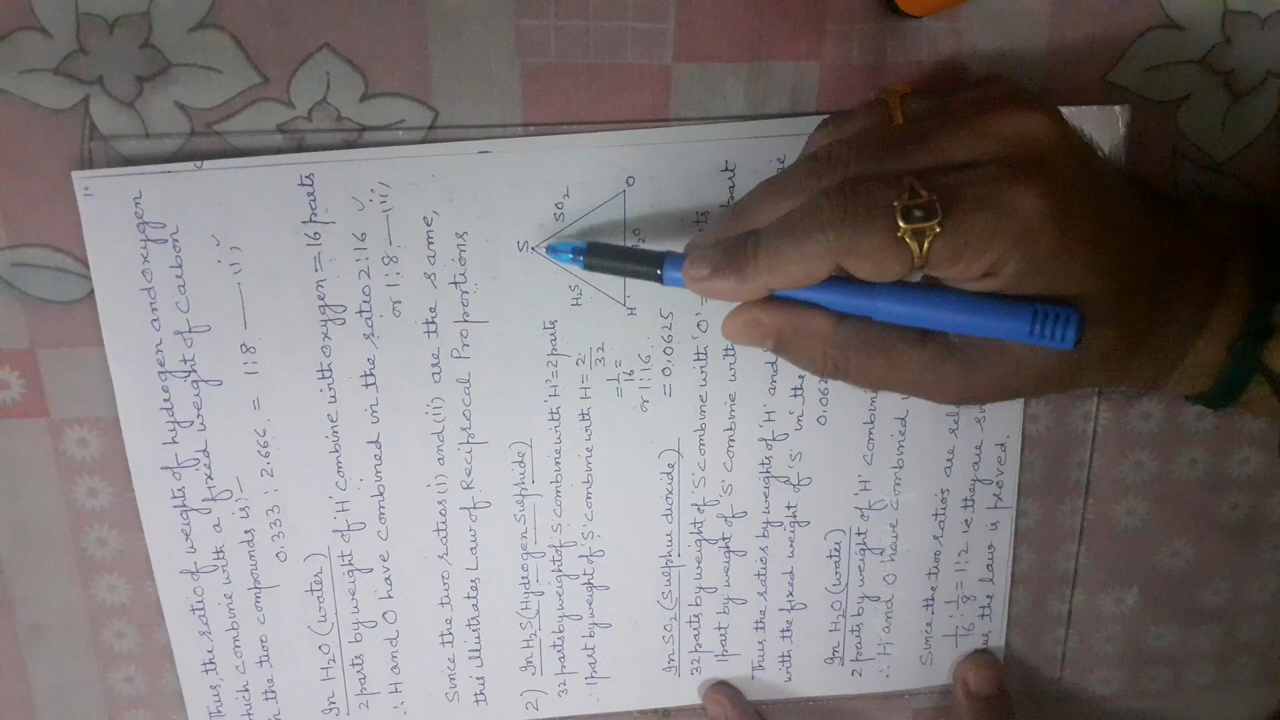 Thus, the ratio of weights of hydrogen and oxygen
which combine with a fixed weight of Carbon
in the two compounds is:-
0.333 : 2.666. = 1:8 —— (i) ✓
In H2O (water)
2 parts by weight of 'H' combine with oxygen = 16 parts
∴ H and O have combined in the ratio 2:16 ✓
or 1:8 —(ii)
Since the two ratios (i) and (ii) are the same,
this illustrates Law of Reciprocal Proportions
2) In H2S (Hydrogen Sulphide)
32 parts by weight of S combine with 'H' = 2 parts
∴ 1 part by weight of 'S' combine with H = 2/32
= 1/16 =
or 1:16.
= 0.0625
S
H2S
SO2
H
H2O
O
In SO2 (Sulphur dioxide)
32 parts by weight of 'S' combine with 'O' =
1 part by weight of 'S' combine with part
Thus the ratios by weights of 'H' and
with the fixed weight of 'S' in the
0.062
In H2O (water)
2 parts by weight of 'H' combin
∴ 'H' and 'O' have combined
Since the two ratios are rel
1/16 : 1/8 = 1:2 ie they are
the law is proved.